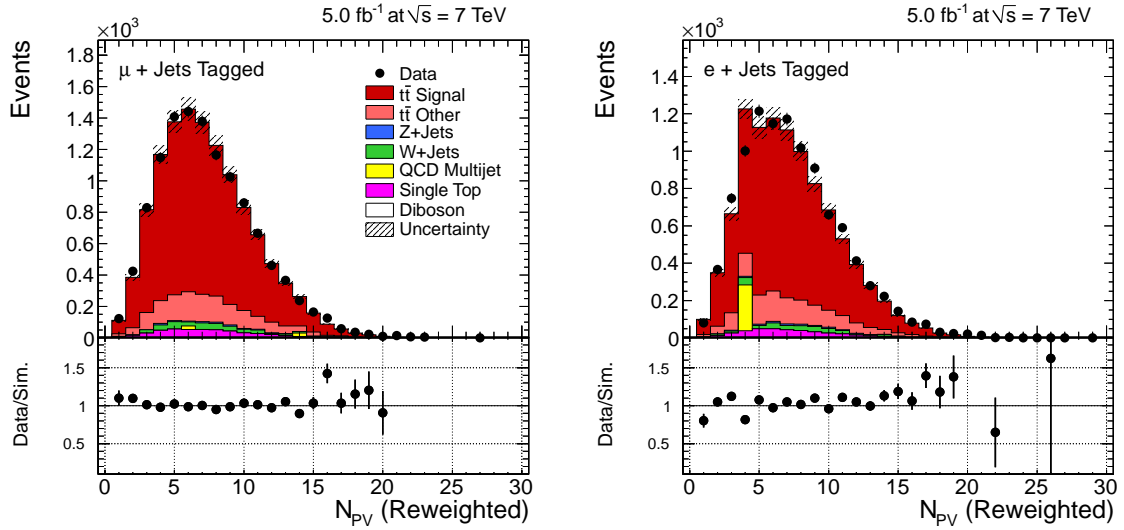 5.0 fb⁻¹ at √s = 7 TeV
×10³
Events
1.8
1.6
1.4
1.2
1
0.8
0.6
0.4
0.2
0
μ + Jets Tagged
Data
tt̄ Signal
tt̄ Other
Z+Jets
W+Jets
QCD Multijet
Single Top
Diboson
Uncertainty
Data/Sim.
1.5
1.0
0.5
0 5 10 15 20 25 30
N_PV (Reweighted)
5.0 fb⁻¹ at √s = 7 TeV
×10³
Events
1.4
1.2
1
0.8
0.6
0.4
0.2
0
e + Jets Tagged
Data/Sim.
1.5
1.0
0.5
0 5 10 15 20 25 30
N_PV (Reweighted)